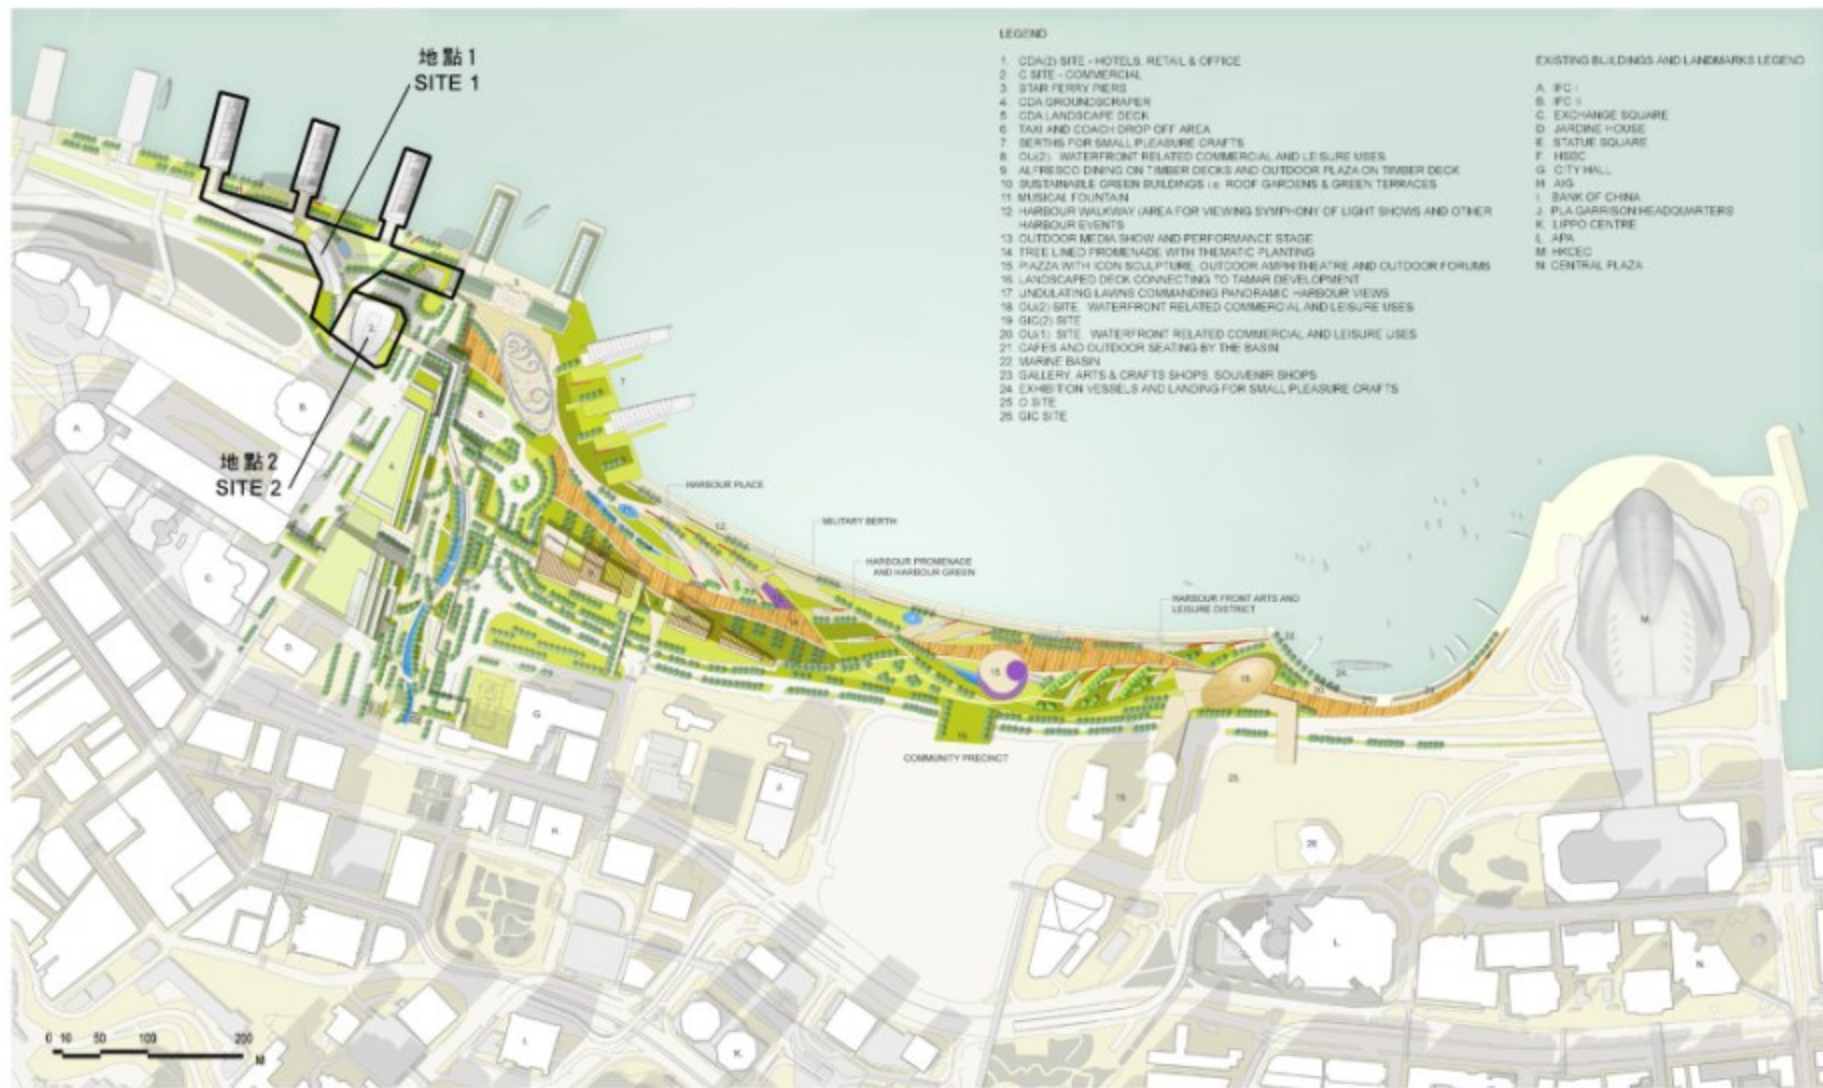 地點1
SITE 1
地點2
SITE 2
LEGEND
1. CDA(2) SITE - HOTELS, RETAIL & OFFICE
2. C SITE - COMMERCIAL
3. STAR FERRY PIERS
4. CDA GROUNDSCRAPER
5. CDA LANDSCAPE DECK
6. TAXI AND COACH DROP OFF AREA
7. BERTHS FOR SMALL PLEASURE CRAFTS
8. OU(2) WATERFRONT RELATED COMMERCIAL AND LEISURE USES
9. ALFRESCO DINING ON TIMBER DECKS AND OUTDOOR PLAZA ON TIMBER DECK
10. SUSTAINABLE GREEN BUILDINGS i.e. ROOF GARDENS & GREEN TERRACES
11. MUSICAL FOUNTAIN
12. HARBOUR WALKWAY (AREA FOR VIEWING SYMPHONY OF LIGHT SHOWS AND OTHER
HARBOUR EVENTS
13. OUTDOOR MEDIA SHOW AND PERFORMANCE STAGE
14. TREE LINED PROMENADE WITH THEMATIC PLANTING
15. PIAZZA WITH ICON SCULPTURE, OUTDOOR AMPHITHEATRE AND OUTDOOR FORUMS
16. LANDSCAPED DECK CONNECTING TO TAMAR DEVELOPMENT
17. UNDULATING LAWNS COMMANDING PANORAMIC HARBOUR VIEWS
18. OU(2) SITE, WATERFRONT RELATED COMMERCIAL AND LEISURE USES
19. GIC(2) SITE
20. OU(1) SITE, WATERFRONT RELATED COMMERCIAL AND LEISURE USES
21. CAFES AND OUTDOOR SEATING BY THE BASIN
22. MARINE BASIN
23. GALLERY, ARTS & CRAFTS SHOPS, SOUVENIR SHOPS
24. EXHIBITION VESSELS AND LANDING FOR SMALL PLEASURE CRAFTS
25. O SITE
26. GIC SITE
EXISTING BUILDINGS AND LANDMARKS LEGEND
A. IFC I
B. IFC II
C. EXCHANGE SQUARE
D. JARDINE HOUSE
E. STATUE SQUARE
F. HSBC
G. CITY HALL
H. AIG
I. BANK OF CHINA
J. PLA GARRISON HEADQUARTERS
K. LIPPO CENTRE
L. APA
M. HKCEC
N. CENTRAL PLAZA
HARBOUR PLACE
MILITARY BERTH
HARBOUR PROMENADE
AND HARBOUR GREEN
HARBOUR FRONT ARTS AND
LEISURE DISTRICT
COMMUNITY PRECINCT
A.
B.
C.
D.
G.
J.
I.
K.
L.
M.
N.
7
12
25.
26.
0 10 50 100 200
M